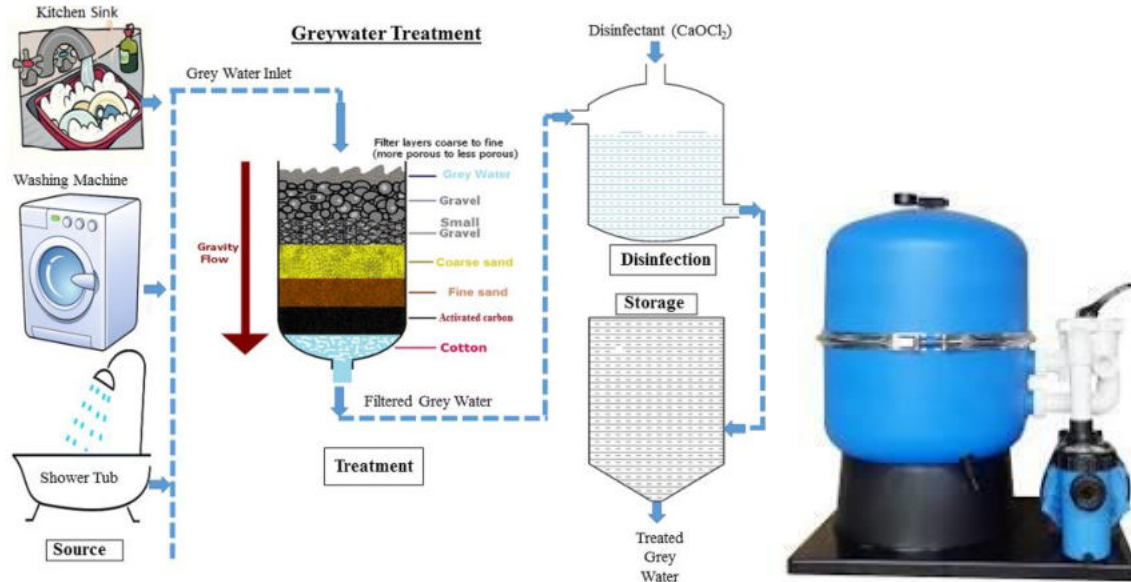 Kitchen Sink
Greywater Treatment
Disinfectant (CaOCl₂)
Grey Water Inlet
Filter layers coarse to fine
(more porous to less porous)
Grey Water
Gravel
Small
Gravel
Coarse sand
Fine sand
Activated carbon
Cotton
Gravity
Flow
Washing Machine
Disinfection
Storage
Filtered Grey Water
Treatment
Shower Tub
Source
Treated
Grey
Water